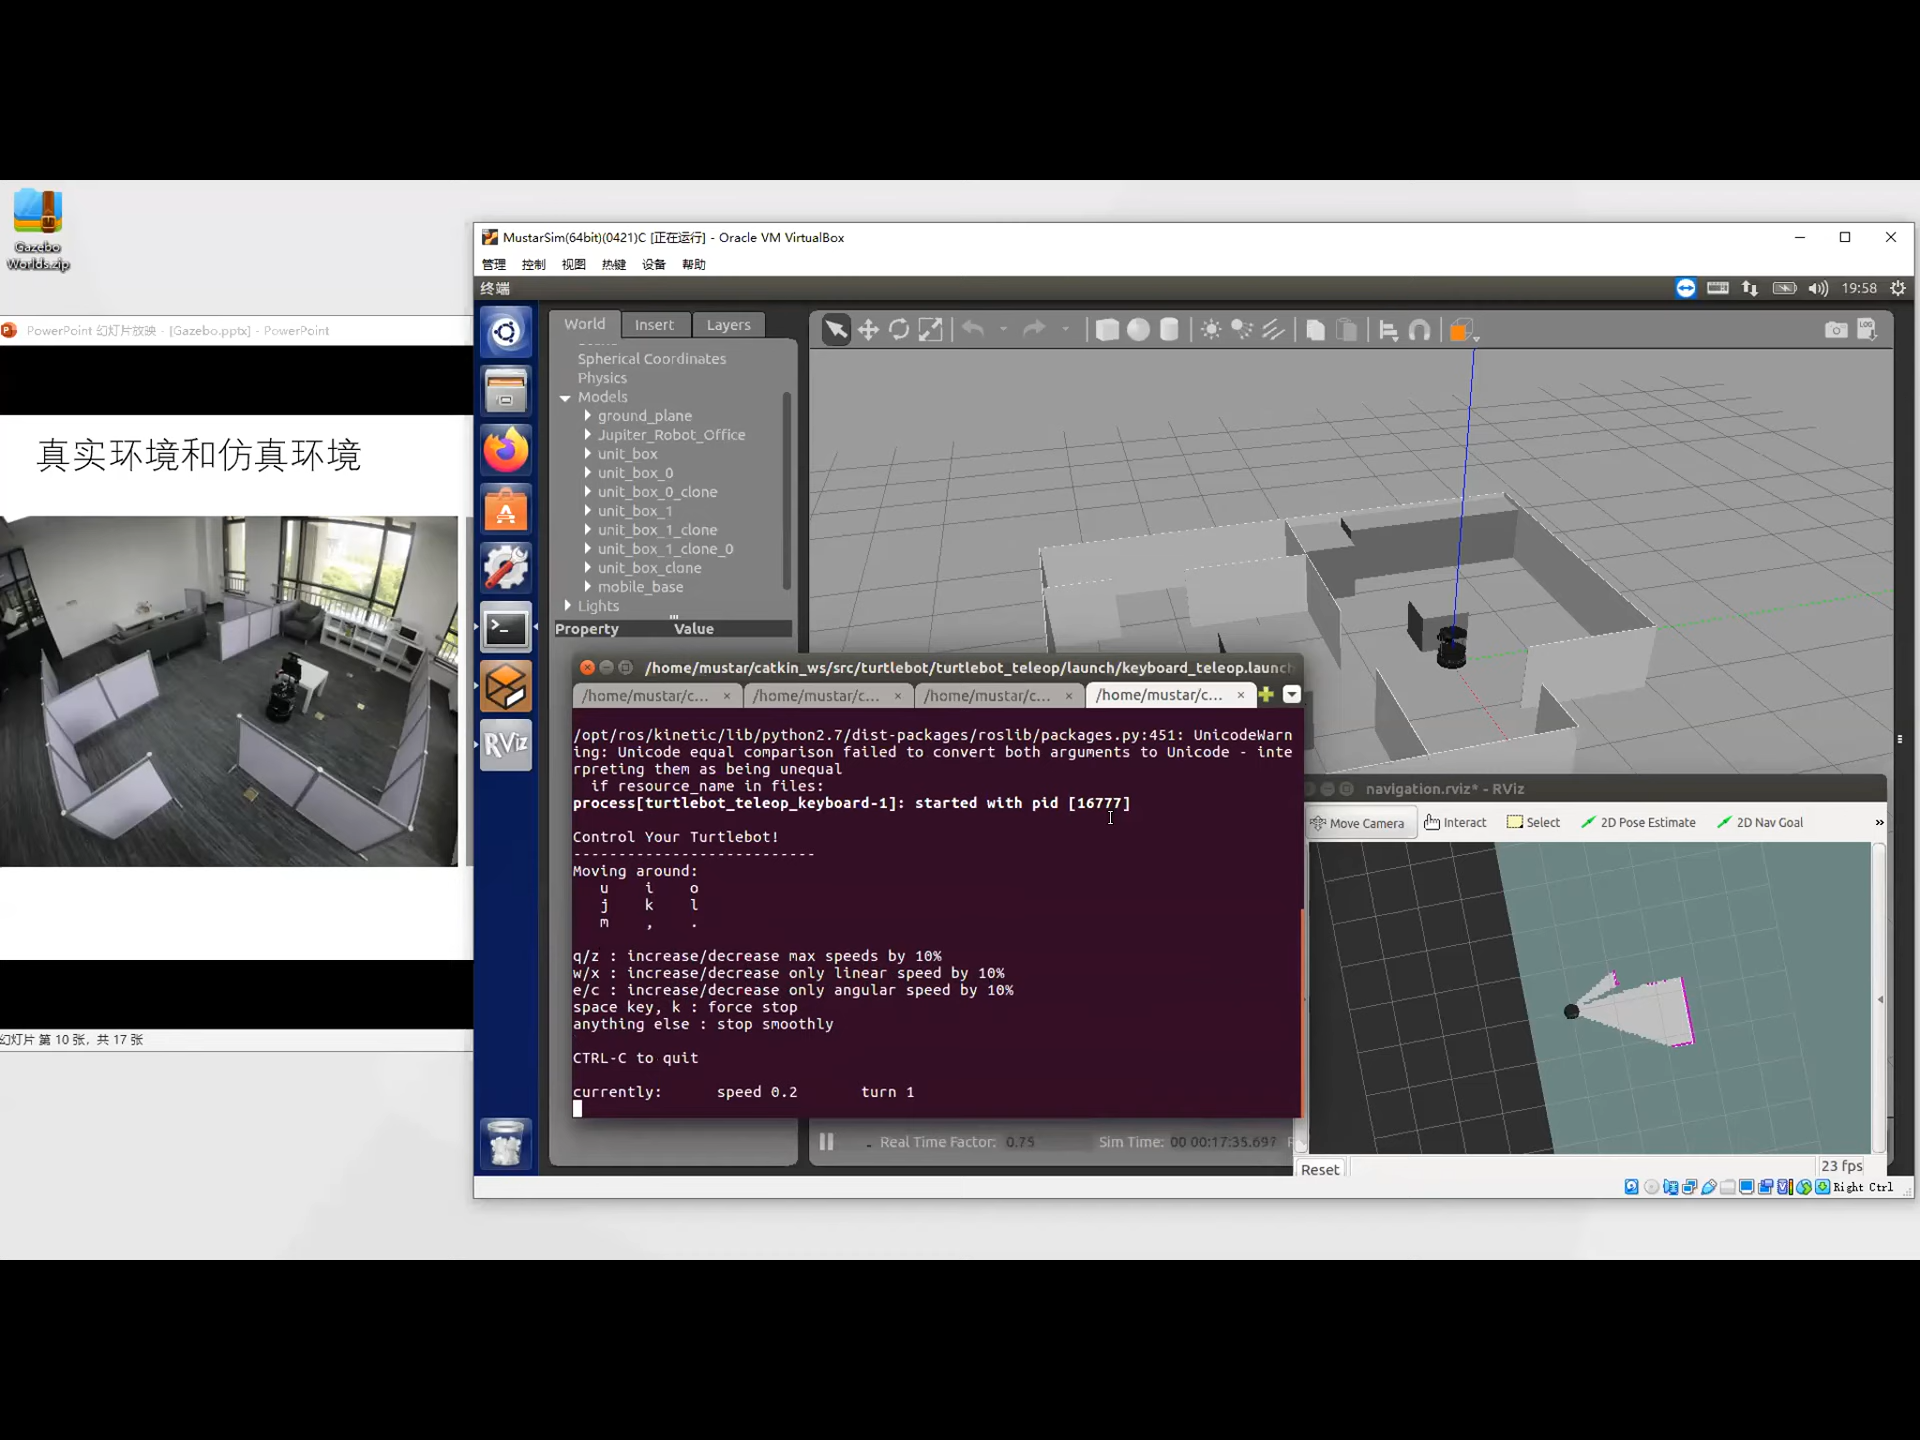 Gazebo
Worlds.zip
PowerPoint 幻灯片放映 - [Gazebo.pptx] - PowerPoint
真实环境和仿真环境
幻灯片 第 10 张，共 17 张
MustarSim(64bit)(0421)C [正在运行] - Oracle VM VirtualBox
管理 控制 视图 热键 设备 帮助
终端
19:58
World Insert Layers
Spherical Coordinates
Physics
Models
ground_plane
Jupiter_Robot_Office
unit_box
unit_box_0
unit_box_0_clone
unit_box_1
unit_box_1_clone
unit_box_1_clone_0
unit_box_clone
mobile_base
Lights
Property Value
LOG
RViz
/home/mustar/catkin_ws/src/turtlebot/turtlebot_teleop/launch/keyboard_teleop.launch
/home/mustar/c... × /home/mustar/c... × /home/mustar/c... × /home/mustar/c... ×
/opt/ros/kinetic/lib/python2.7/dist-packages/roslib/packages.py:451: UnicodeWarn
ing: Unicode equal comparison failed to convert both arguments to Unicode - inte
rpreting them as being unequal
if resource_name in files:
process[turtlebot_teleop_keyboard-1]: started with pid [16777]
Control Your Turtlebot!
---------------------------
Moving around:
u i o
j k l
m , .
q/z : increase/decrease max speeds by 10%
w/x : increase/decrease only linear speed by 10%
e/c : increase/decrease only angular speed by 10%
space key, k : force stop
anything else : stop smoothly
CTRL-C to quit
currently: speed 0.2 turn 1
Real Time Factor: 0.75 Sim Time: 00 00:17:35.697
navigation.rviz* - RViz
Move Camera Interact Select 2D Pose Estimate 2D Nav Goal »
Reset
23 fps
Right Ctrl